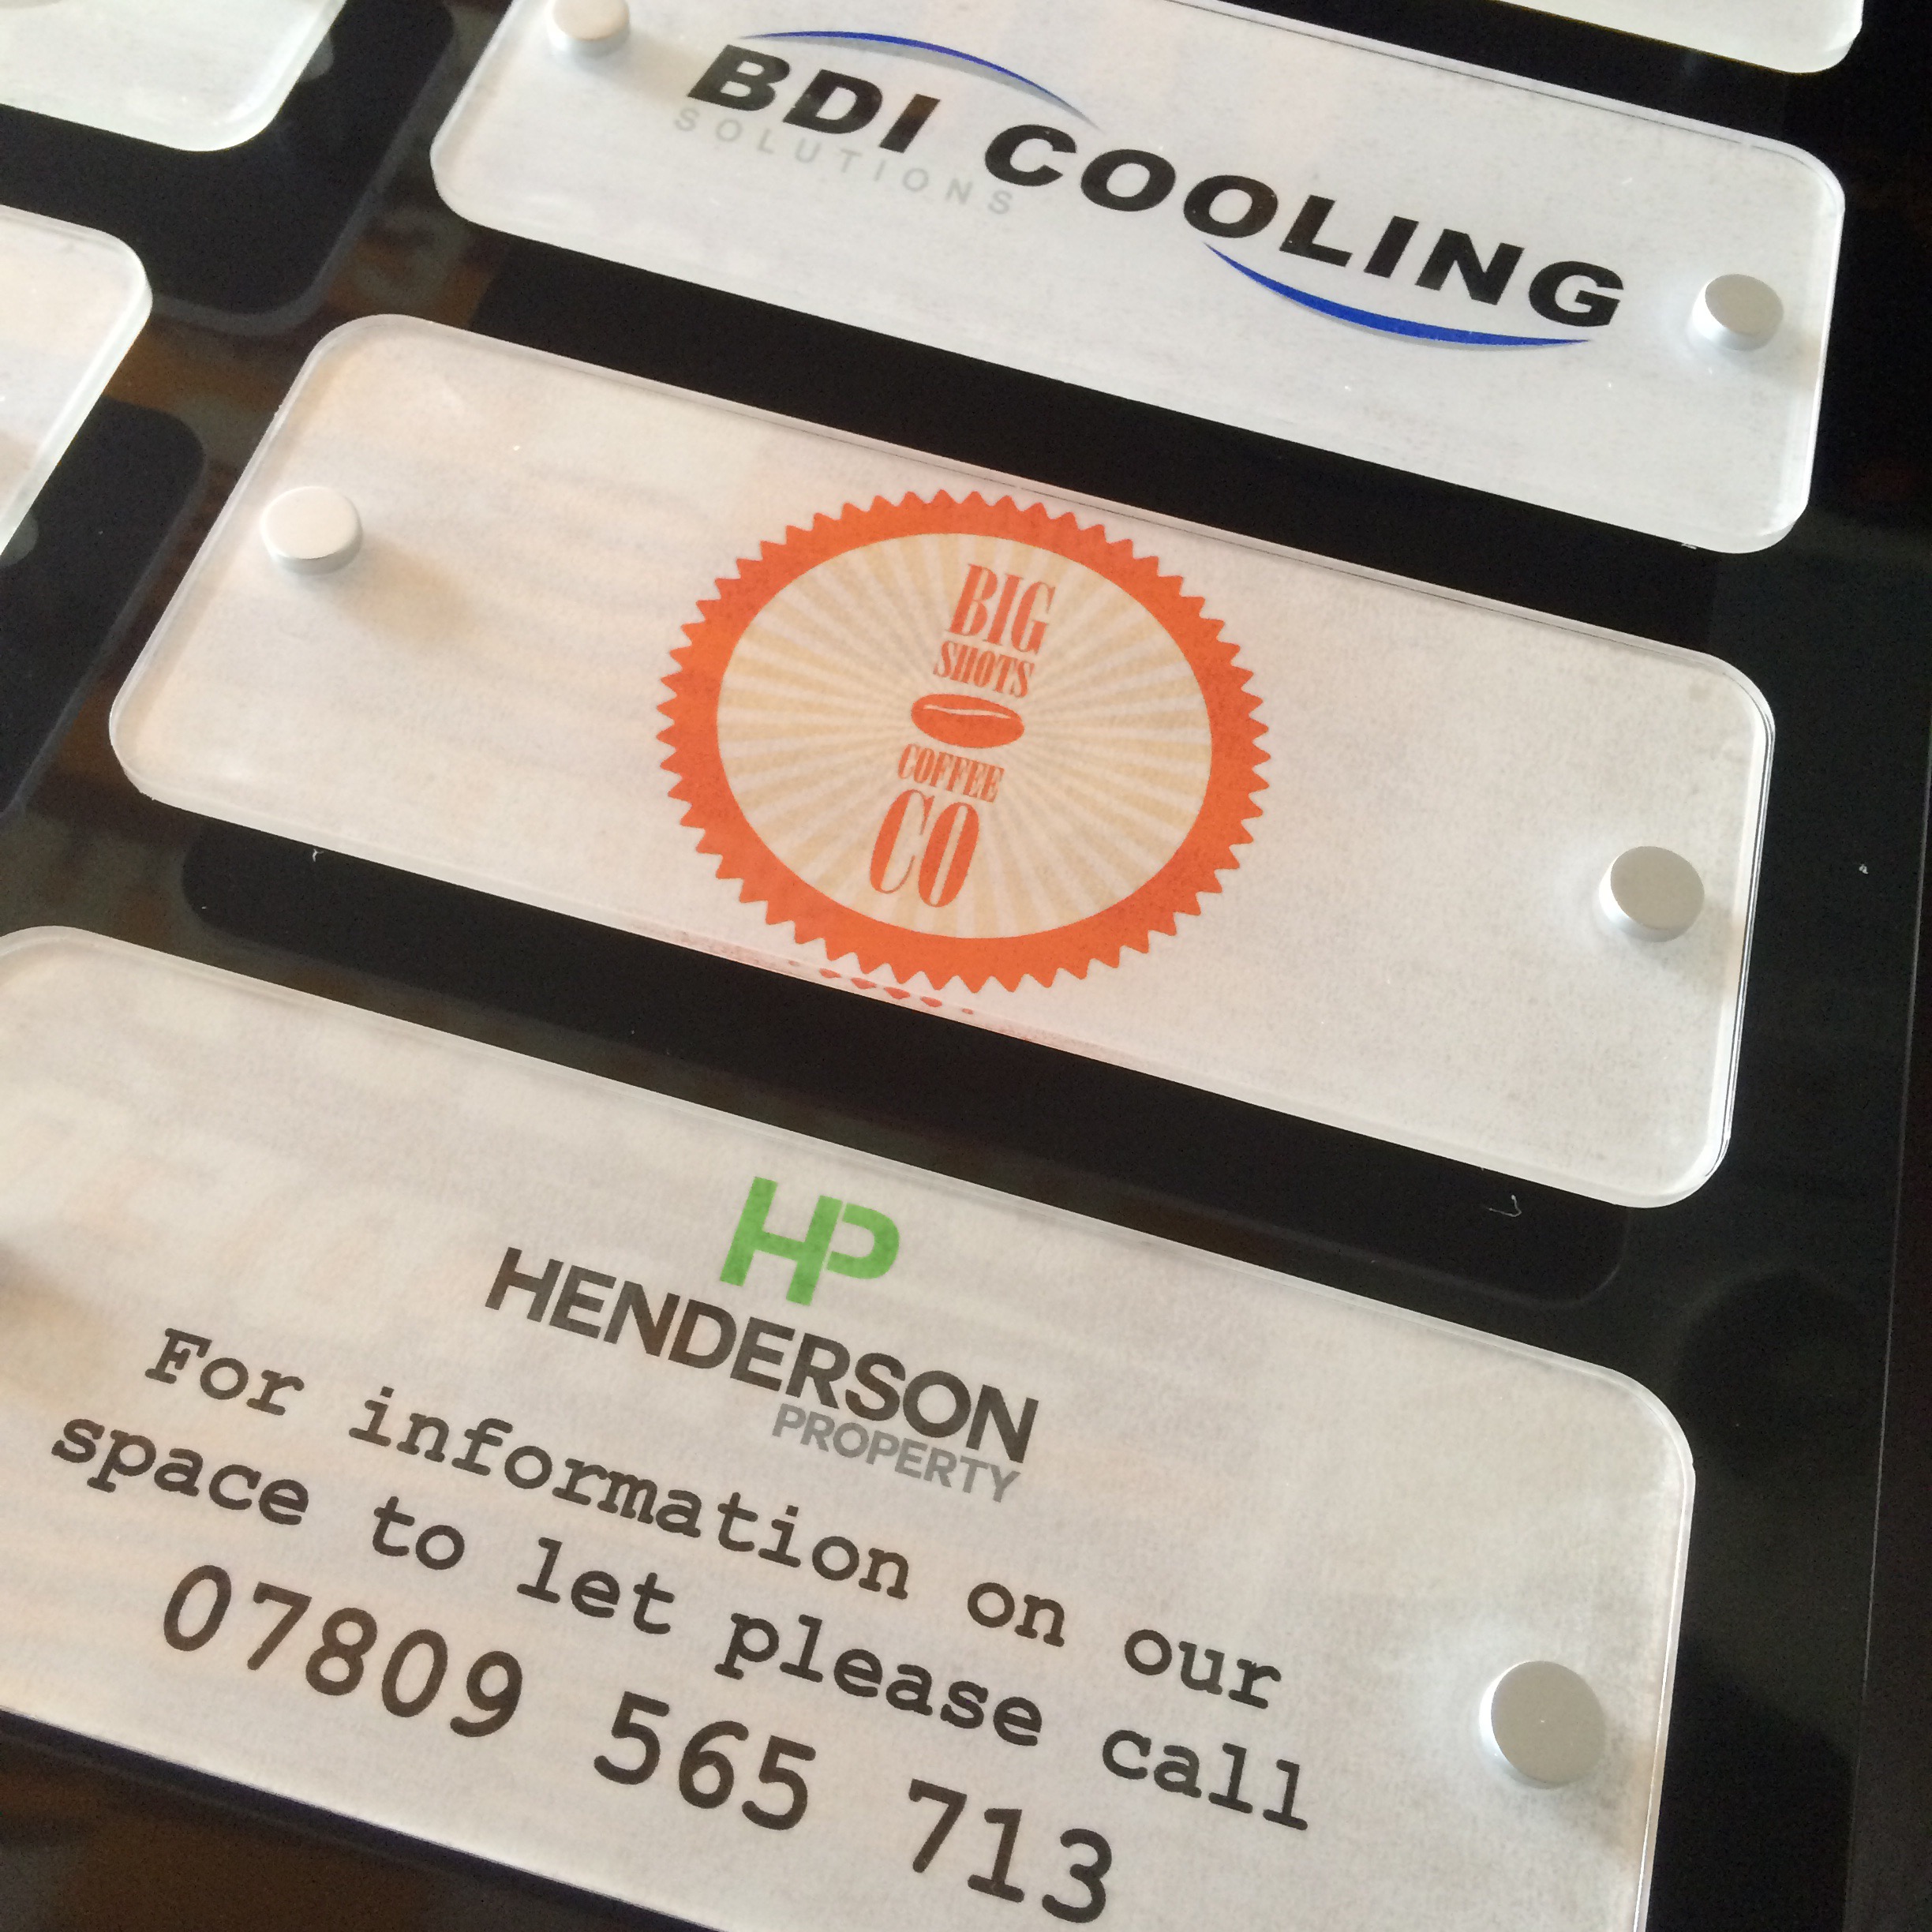 BDI COOLING
SOLUTIONS
BIG
SHOTS
COFFEE
CO
HP
HENDERSON
PROPERTY
For information on our
space to let please call
07809 565 713